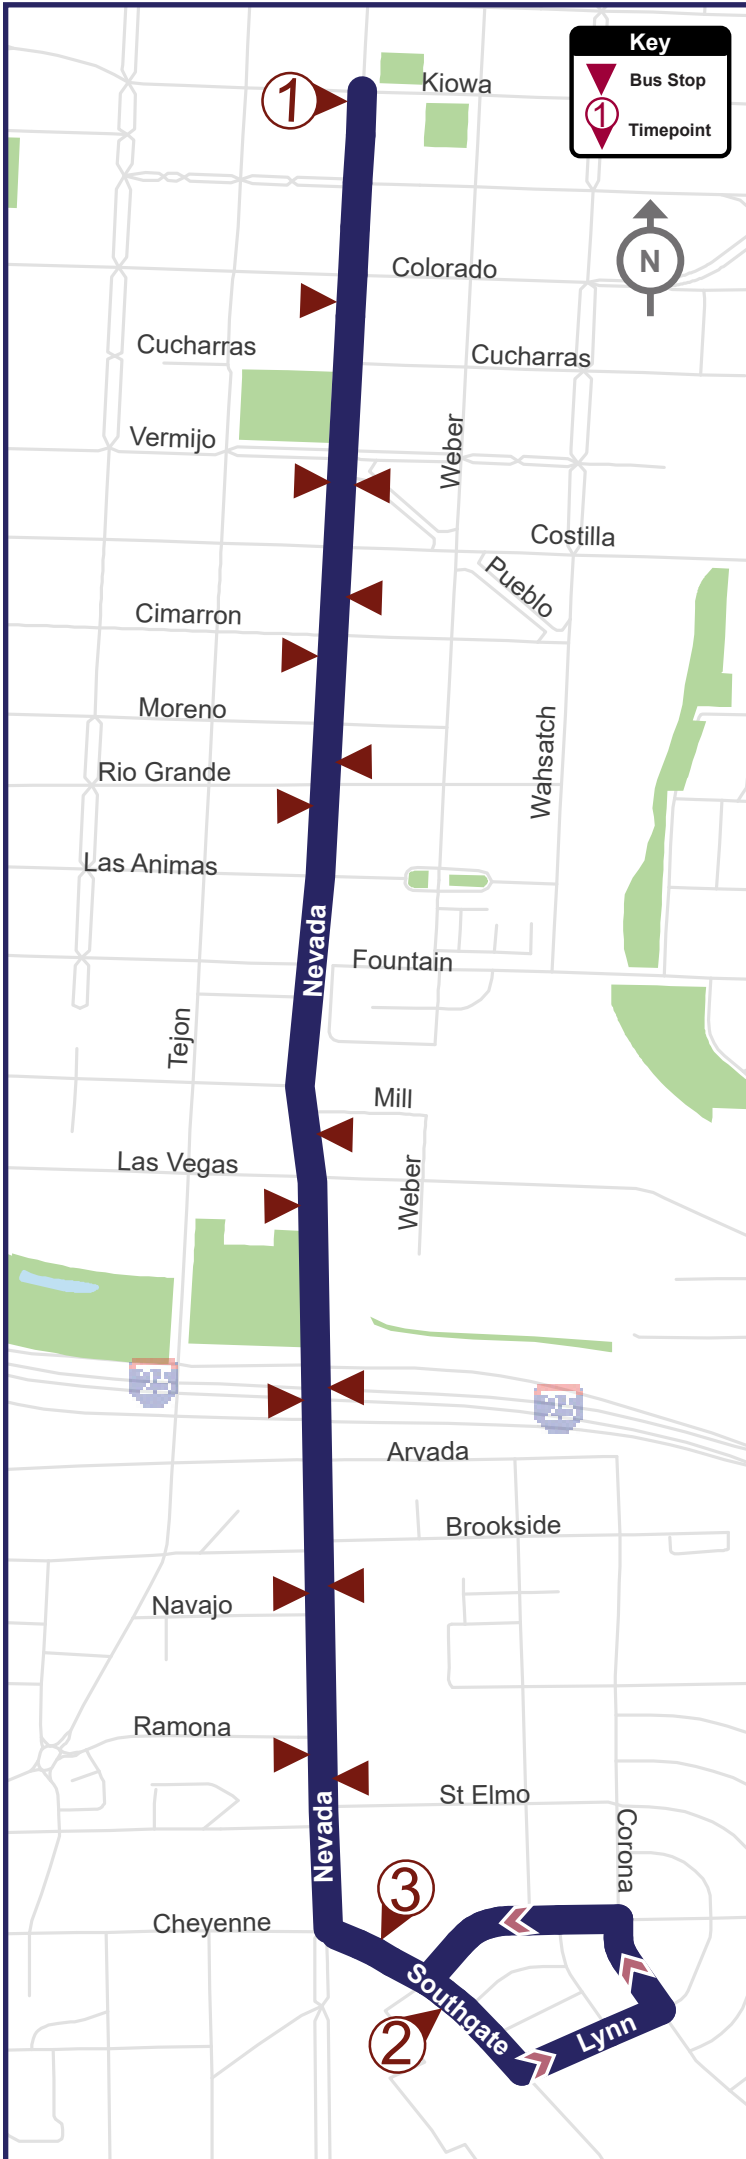 Key
Bus Stop
1
Timepoint
1
Kiowa
N
Colorado
Cucharras
Cucharras
Vermijo
Weber
Costilla
Pueblo
Cimarron
Moreno
Wahsatch
Rio Grande
Las Animas
Nevada
Fountain
Tejon
Mill
Las Vegas
Weber
25
25
Arvada
Brookside
Navajo
Ramona
St Elmo
Nevada
Corona
3
Cheyenne
Southgate
2
Lynn